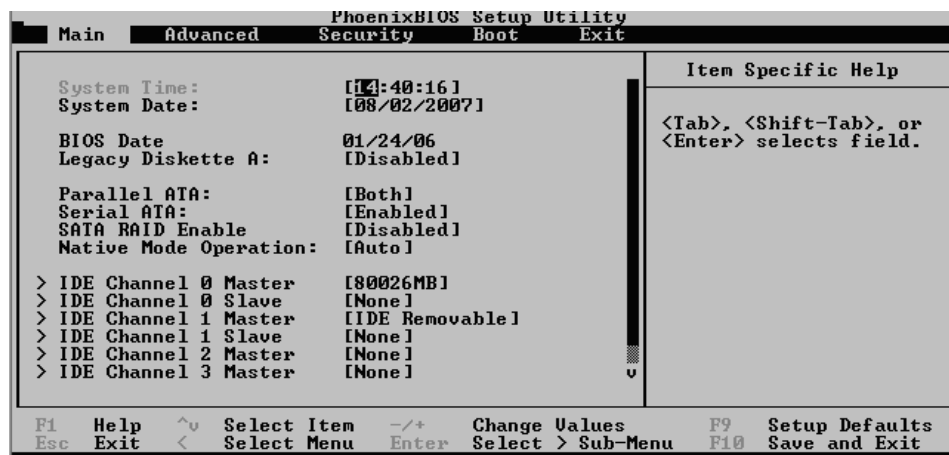 PhoenixBIOS Setup Utility
Main Advanced Security Boot Exit
Item Specific Help
System Time: [14:40:16]
System Date: [08/02/2007]
<Tab>, <Shift-Tab>, or
<Enter> selects field.
BIOS Date 01/24/06
Legacy Diskette A: [Disabled]
Parallel ATA: [Both]
Serial ATA: [Enabled]
SATA RAID Enable [Disabled]
Native Mode Operation: [Auto]
> IDE Channel 0 Master [80026MB]
> IDE Channel 0 Slave [None]
> IDE Channel 1 Master [IDE Removable]
> IDE Channel 1 Slave [None]
> IDE Channel 2 Master [None]
> IDE Channel 3 Master [None]
F1 Help ^v Select Item -/+ Change Values F9 Setup Defaults
Esc Exit < Select Menu Enter Select > Sub-Menu F10 Save and Exit